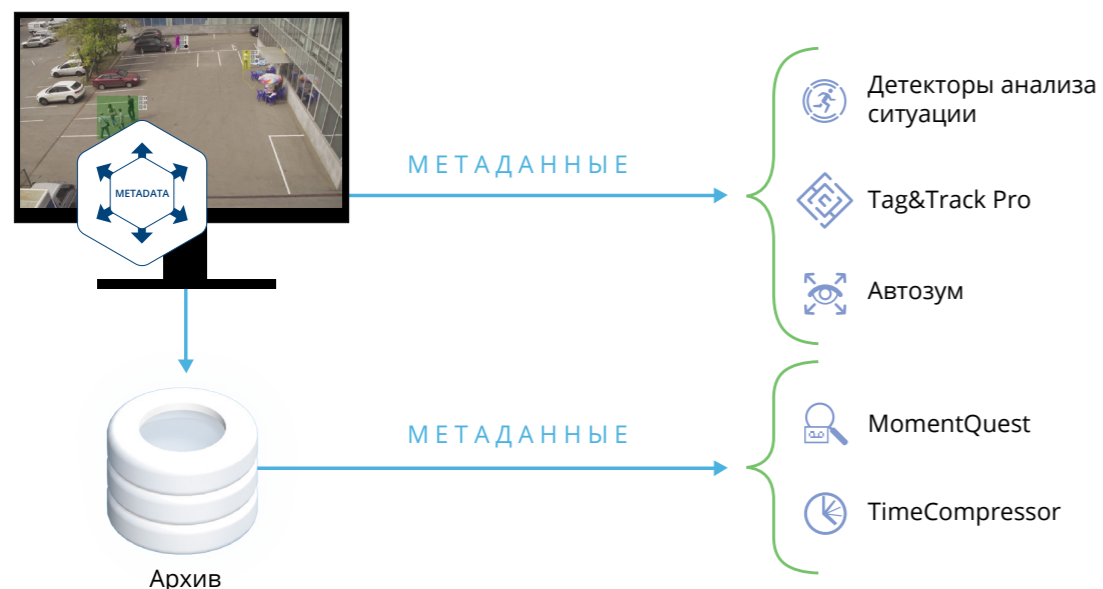 METADATA
МЕТАДАННЫЕ
Детекторы анализа
ситуации
Tag&Track Pro
Автозум
Архив
МЕТАДАННЫЕ
MomentQuest
TimeCompressor